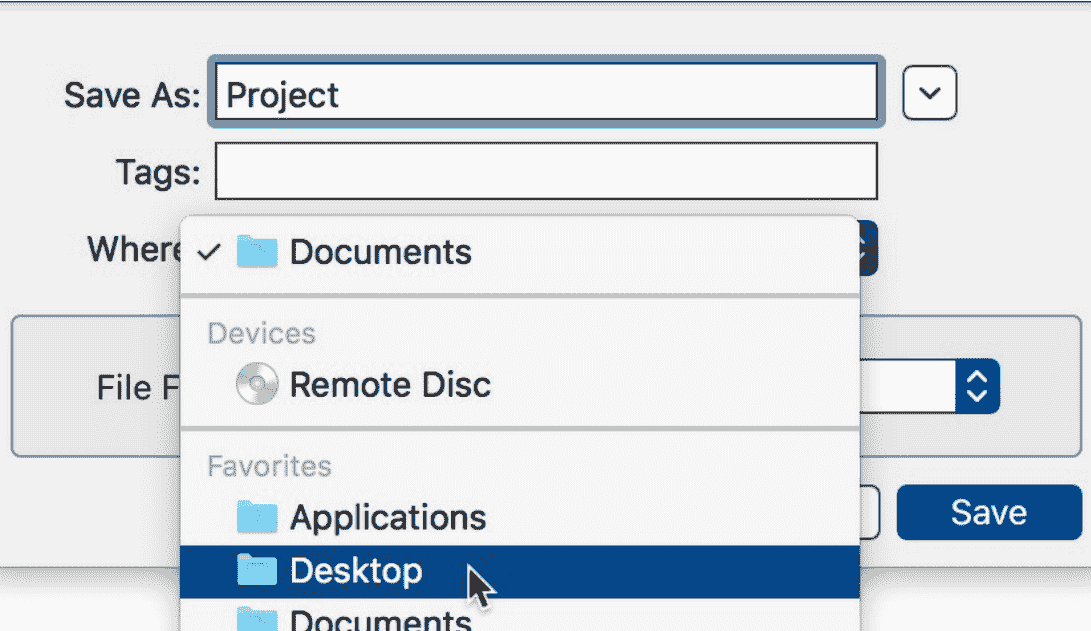 Save As: Project
Tags:
Where
Documents
Devices
Remote Disc
File F
Favorites
Applications
Save
Desktop
Documents